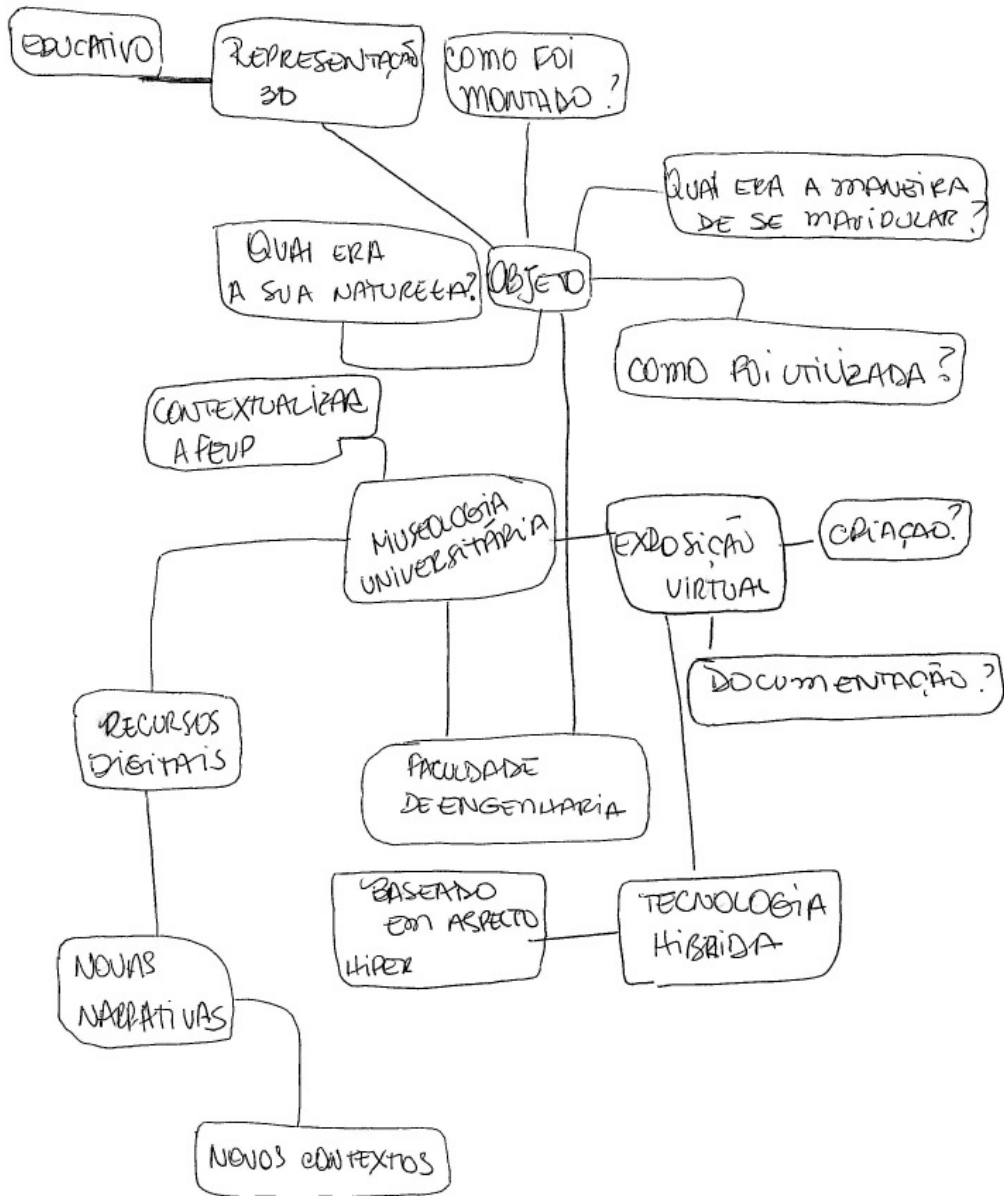 EDUCATIVO
REPRESENTAÇÃO
3D
COMO FOI
MONTADO?
QUAL ERA A MANEIRA
DE SE MANIPULAR?
QUAL ERA
A SUA NATUREZA?
OBJETO
COMO FOI UTILIZADA?
CONTEXTUALIZAR
A FEUP
MUSEOLOGIA
UNIVERSITÁRIA
EXPOSIÇÃO
VIRTUAL
CRIAÇÃO?
DOCUMENTAÇÃO?
RECURSOS
DIGITAIS
FACULDADE
DE ENGENHARIA
BASEADO
EM ASPECTO
HIPER
TECNOLOGIA
HIBRIDA
NOVAS
NARRATIVAS
NOVOS CONTEXTOS